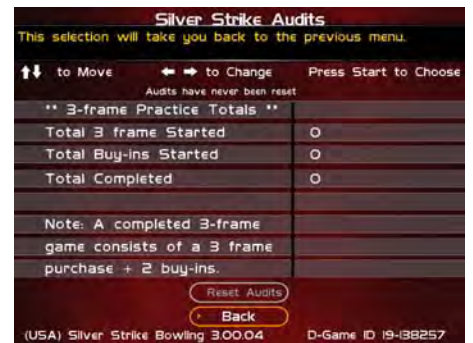 Silver Strike Audits
This selection will take you back to the previous menu.
↑↓ to Move ← → to Change Press Start to Choose
Audits have never been reset
** 3-frame Practice Totals **
Total 3 frame Started 0
Total Buy-ins Started 0
Total Completed 0
Note: A completed 3-frame
game consists of a 3 frame
purchase + 2 buy-ins.
Reset Audits
Back
(USA) Silver Strike Bowling 3.00.04 D-Game ID 19-138257